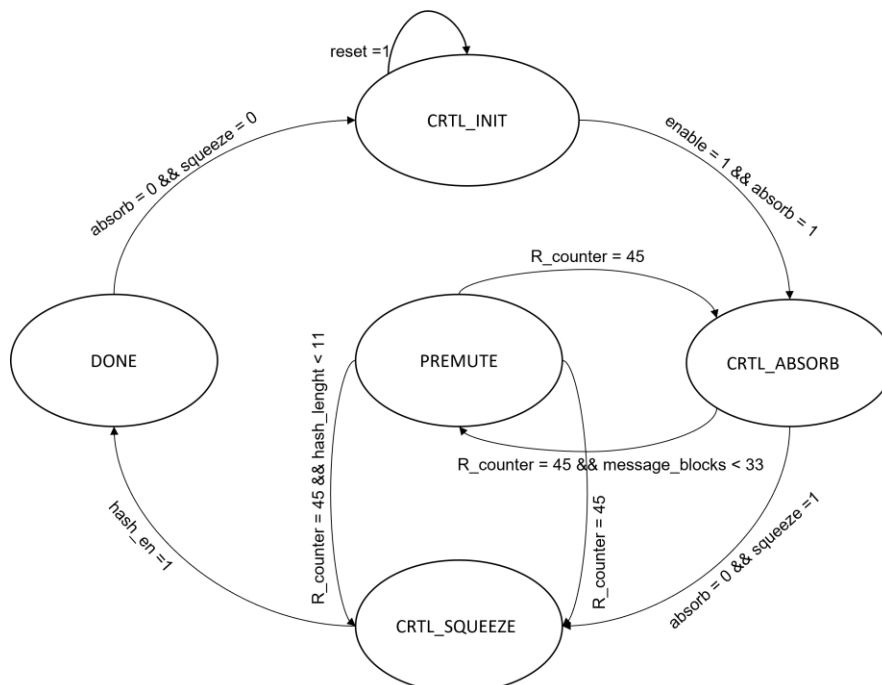 reset =1
CRTL_INIT
absorb = 0 && squeeze = 0
enable = 1 && absorb = 1
R_counter = 45
DONE
PREMUTE
CRTL_ABSORB
R_counter = 45 && hash_lenght < 11
R_counter = 45 && message_blocks < 33
hash_en =1
R_counter = 45
absorb = 0 && squeeze =1
CRTL_SQUEEZE